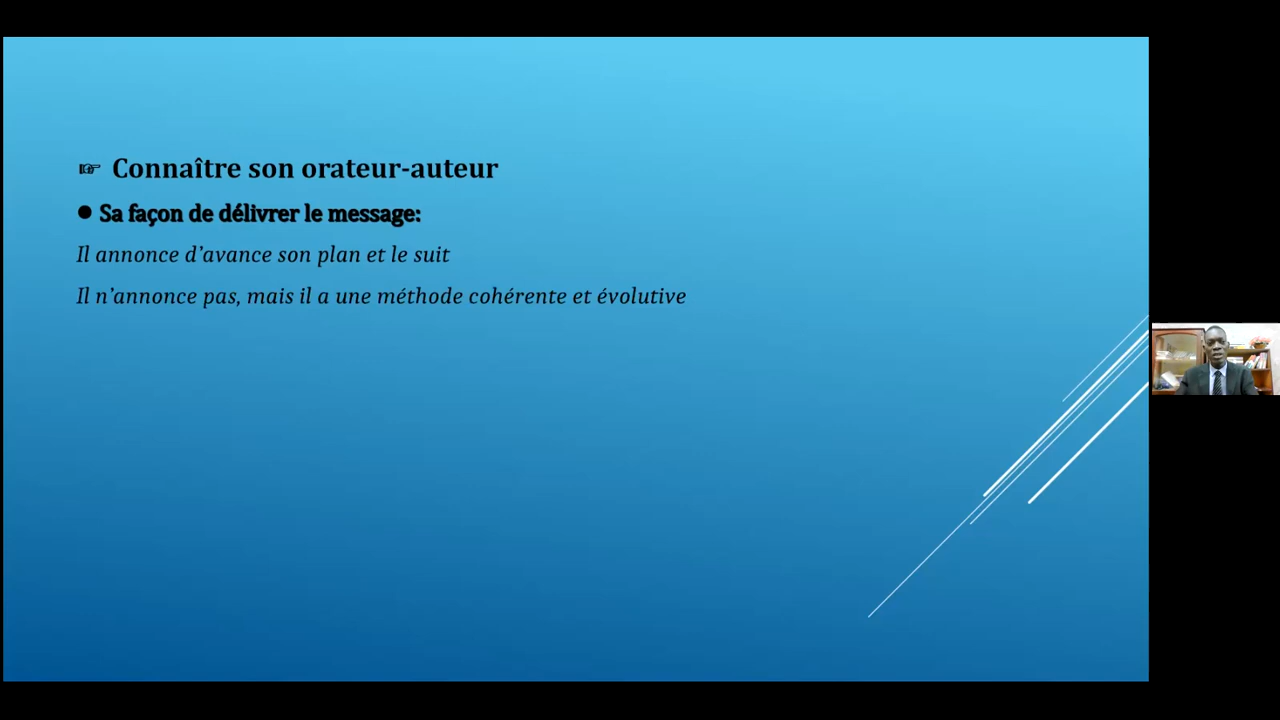 ☞ Connaître son orateur-auteur
● Sa façon de délivrer le message:
Il annonce d’avance son plan et le suit
Il n’annonce pas, mais il a une méthode cohérente et évolutive